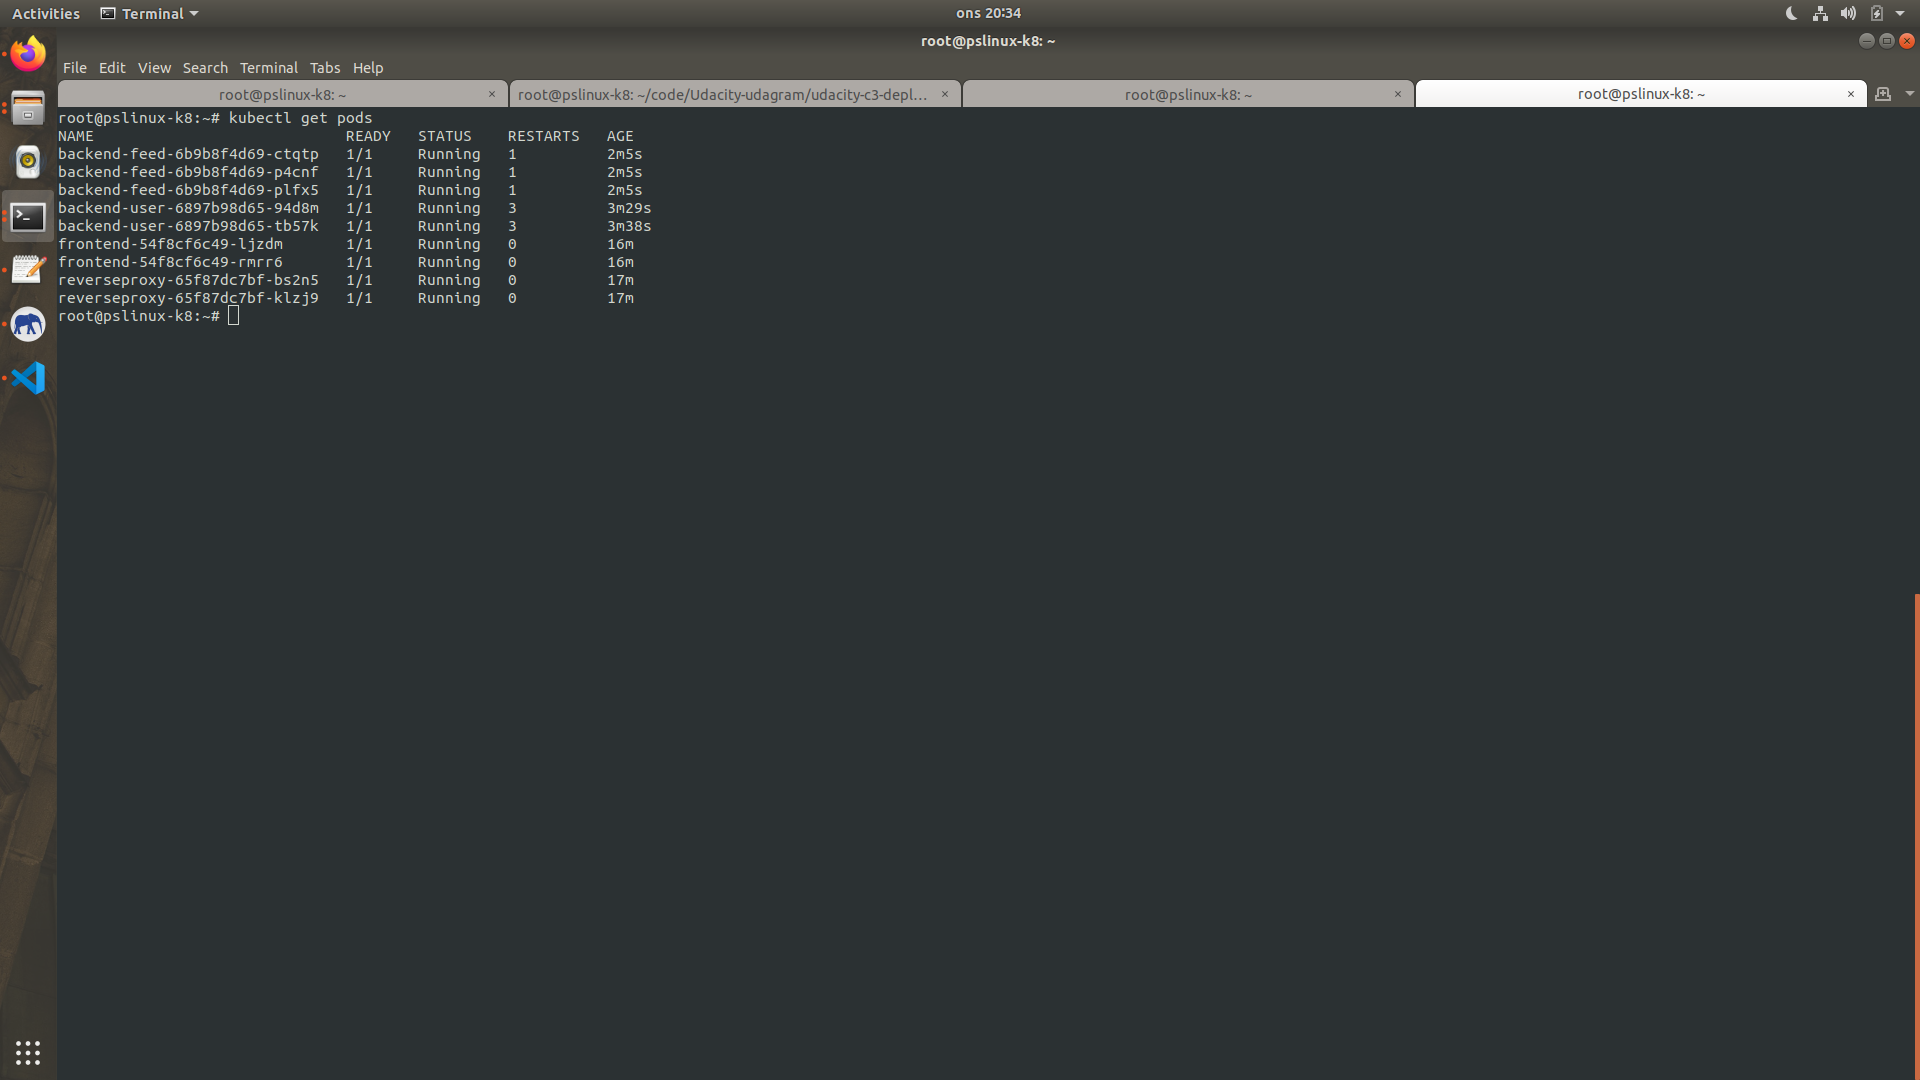 Activities Terminal ons 20:34
root@pslinux-k8: ~
File Edit View Search Terminal Tabs Help
root@pslinux-k8: ~ × root@pslinux-k8: ~/code/Udacity-udagram/udacity-c3-depl… × root@pslinux-k8: ~ × root@pslinux-k8: ~ ×
root@pslinux-k8:~# kubectl get pods
NAME READY STATUS RESTARTS AGE
backend-feed-6b9b8f4d69-ctqtp 1/1 Running 1 2m5s
backend-feed-6b9b8f4d69-p4cnf 1/1 Running 1 2m5s
backend-feed-6b9b8f4d69-plfx5 1/1 Running 1 2m5s
backend-user-6897b98d65-94d8m 1/1 Running 3 3m29s
backend-user-6897b98d65-tb57k 1/1 Running 3 3m38s
frontend-54f8cf6c49-ljzdm 1/1 Running 0 16m
frontend-54f8cf6c49-rmrr6 1/1 Running 0 16m
reverseproxy-65f87dc7bf-bs2n5 1/1 Running 0 17m
reverseproxy-65f87dc7bf-klzj9 1/1 Running 0 17m
root@pslinux-k8:~#